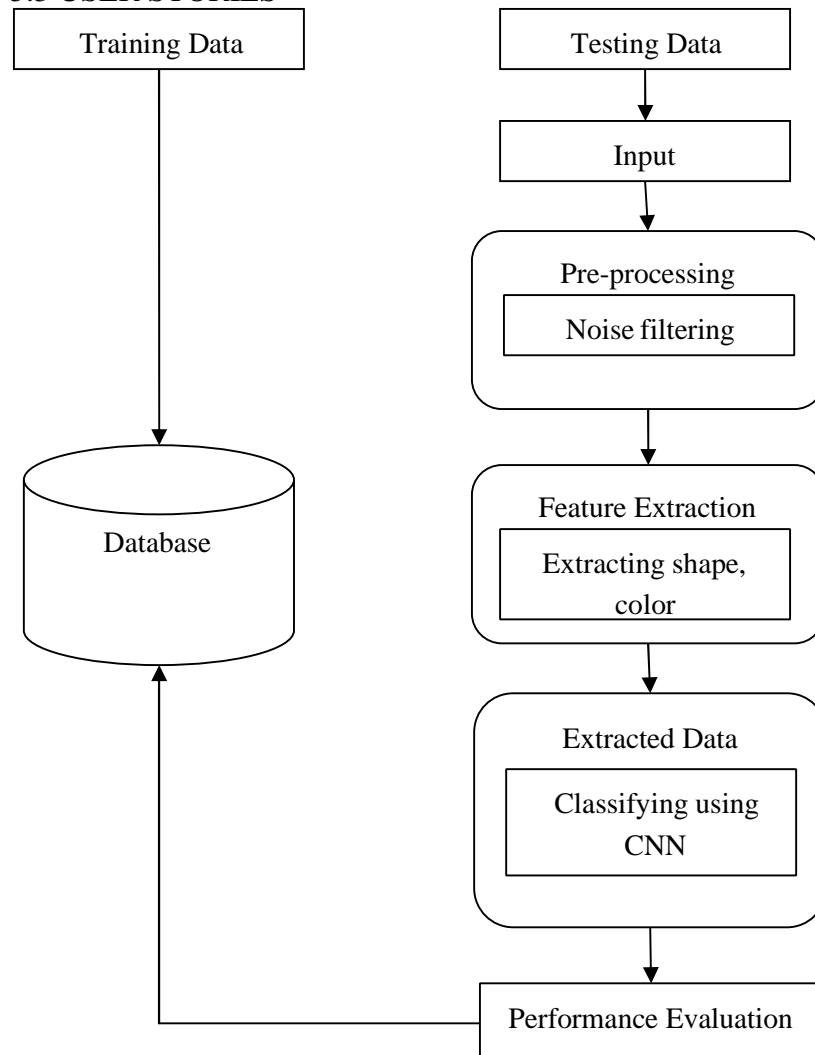 Training Data
Testing Data
Input
Pre-processing
Noise filtering
Feature Extraction
Extracting shape,
color
Database
Extracted Data
Classifying using
CNN
Performance Evaluation